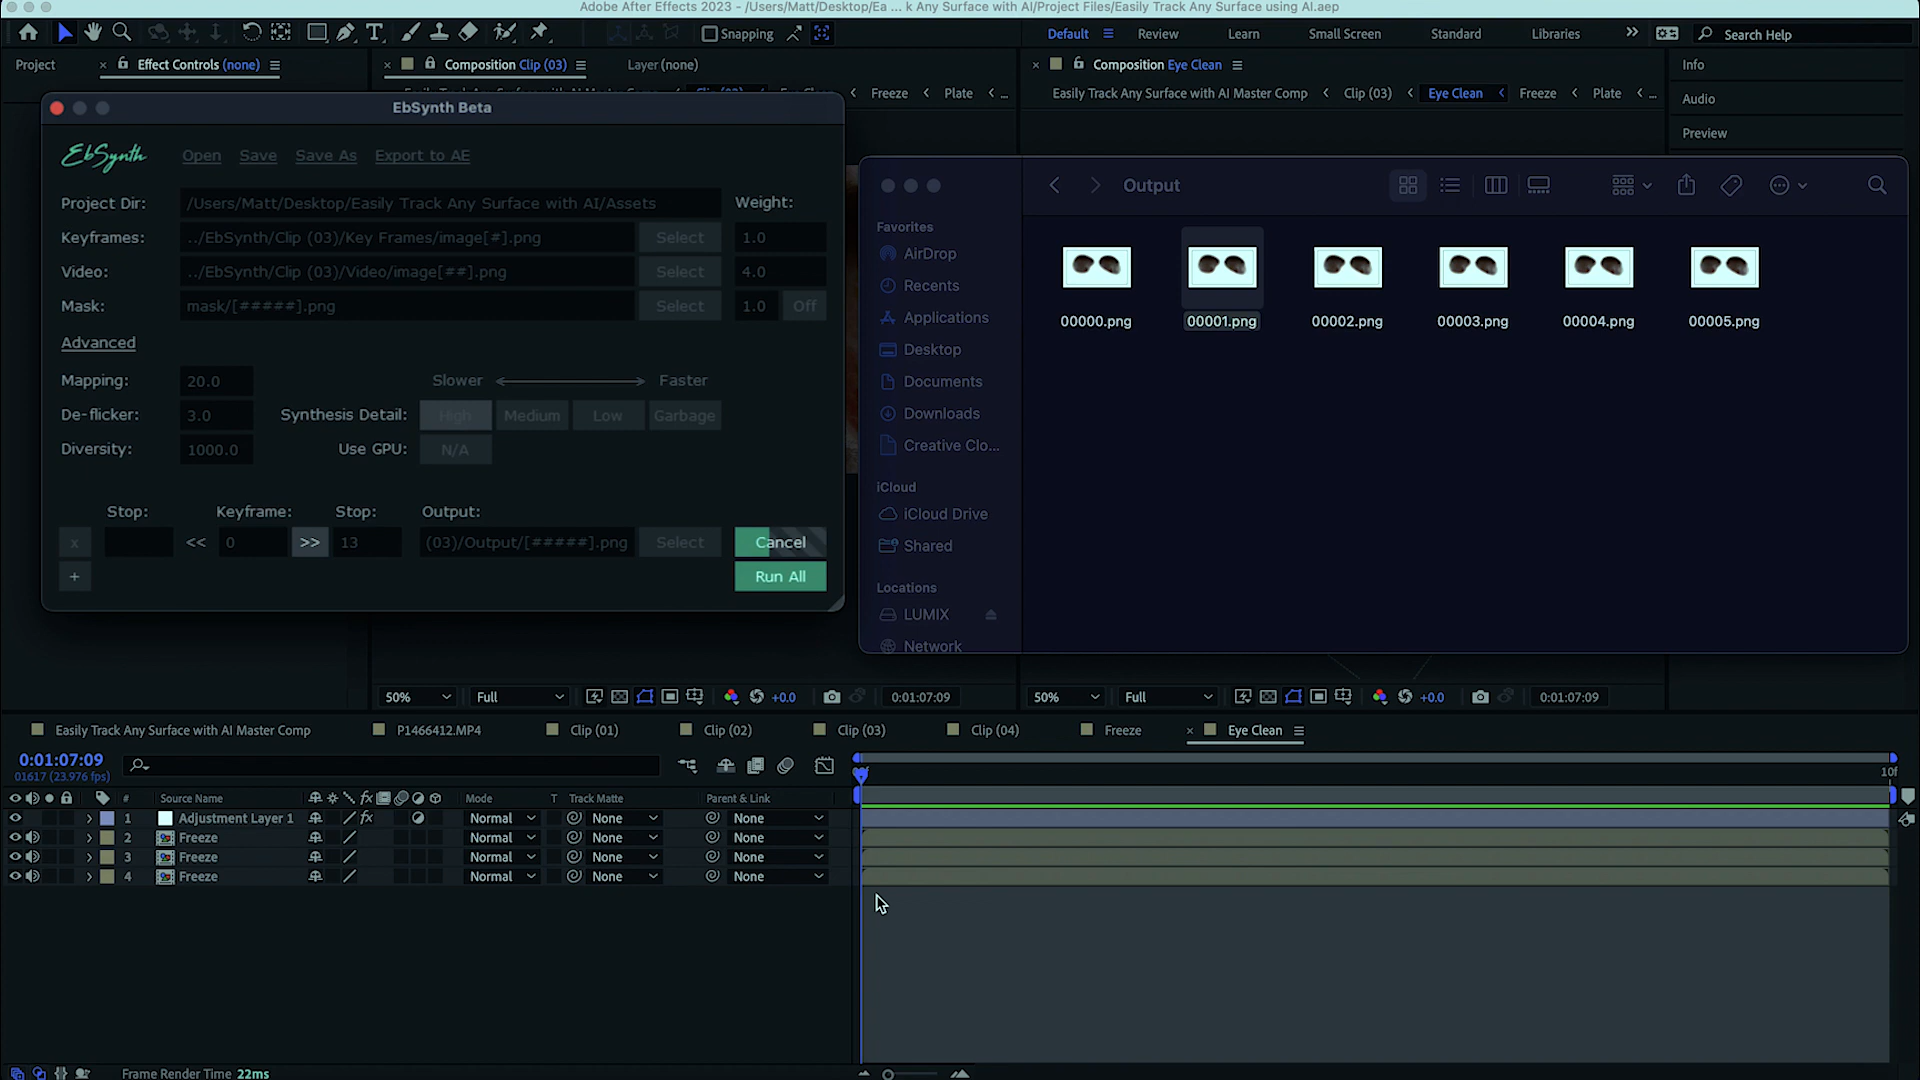 Adobe After Effects 2023 - /Users/Matt/Desktop/Ea ... k Any Surface with AI/Project Files/Easily Track Any Surface using AI.aep
Snapping
Default
Review
Learn
Small Screen
Standard
Libraries
Search Help
Project
Effect Controls (none)
Composition Clip (03)
Layer (none)
Composition Eye Clean
Info
Freeze
Plate
Easily Track Any Surface with AI Master Comp
Clip (03)
Eye Clean
Freeze
Plate
Audio
Preview
EbSynth Beta
EbSynth
Open
Save
Save As
Export to AE
Project Dir:
/Users/Matt/Desktop/Easily Track Any Surface with AI/Assets
Weight:
Keyframes:
../EbSynth/Clip (03)/Key Frames/image[#].png
Select
1.0
Video:
../EbSynth/Clip (03)/Video/image[##].png
Select
4.0
Mask:
mask/[#####].png
Select
1.0
Off
Advanced
Mapping:
20.0
Slower
Faster
De-flicker:
3.0
Synthesis Detail:
High
Medium
Low
Garbage
Diversity:
1000.0
Use GPU:
N/A
Stop:
Keyframe:
Stop:
Output:
x
<<
0
>>
13
(03)/Output/[#####].png
Select
Cancel
+
Run All
Output
Favorites
AirDrop
Recents
Applications
Desktop
Documents
Downloads
Creative Clo...
iCloud
iCloud Drive
Shared
Locations
LUMIX
Network
00000.png
00001.png
00002.png
00003.png
00004.png
00005.png
50%
Full
+0.0
0:01:07:09
50%
Full
+0.0
0:01:07:09
Easily Track Any Surface with AI Master Comp
P1466412.MP4
Clip (01)
Clip (02)
Clip (03)
Clip (04)
Freeze
Eye Clean
0:01:07:09
01617 (23.976 fps)
10f
#
Source Name
fx
Mode
T
Track Matte
Parent & Link
1
Adjustment Layer 1
fx
Normal
None
None
2
Freeze
Normal
None
None
3
Freeze
Normal
None
None
4
Freeze
Normal
None
None
Frame Render Time 22ms